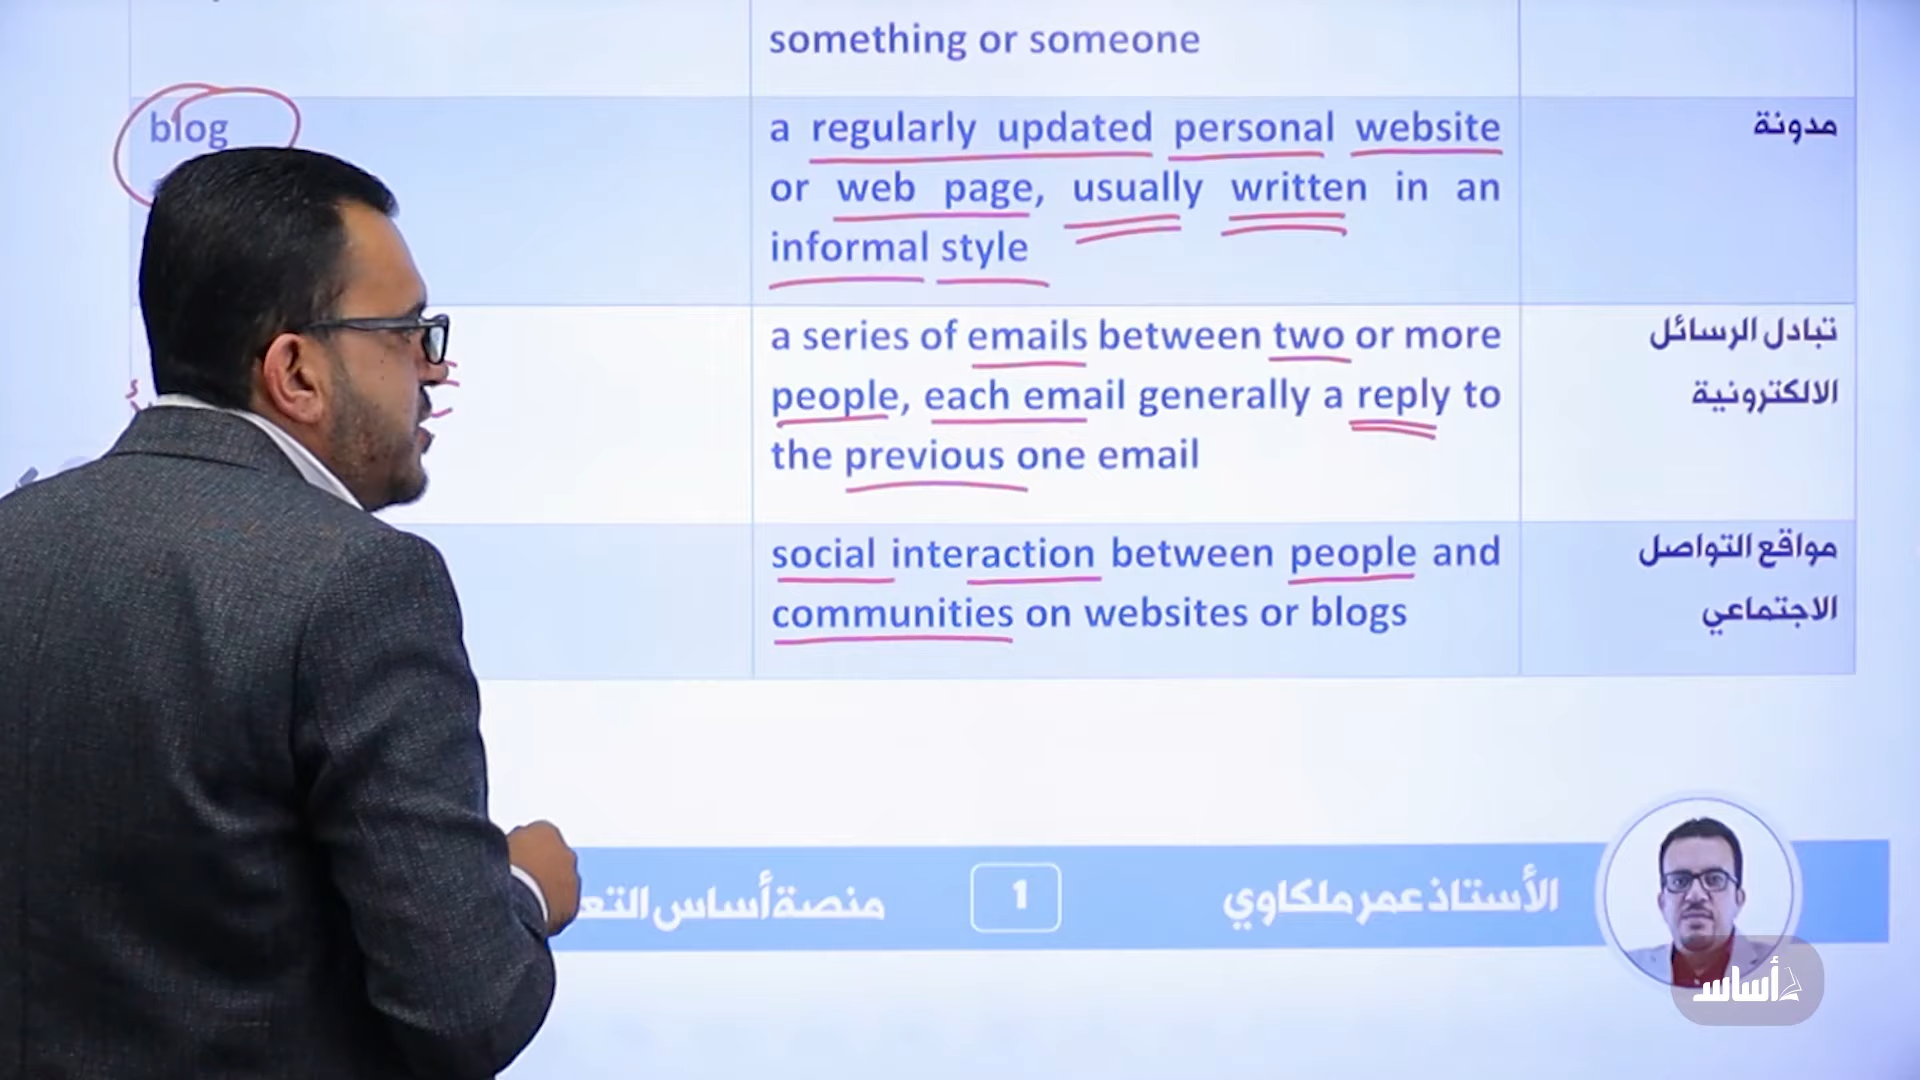 something or someone
blog
a regularly updated personal website
or web page, usually written in an
informal style
مدونة
a series of emails between two or more
people, each email generally a reply to
the previous one email
تبادل الرسائل
الالكترونية
social interaction between people and
communities on websites or blogs
مواقع التواصل
الاجتماعي
الأستاذ عمر ملكاوي
1
منصة أساس
أساس